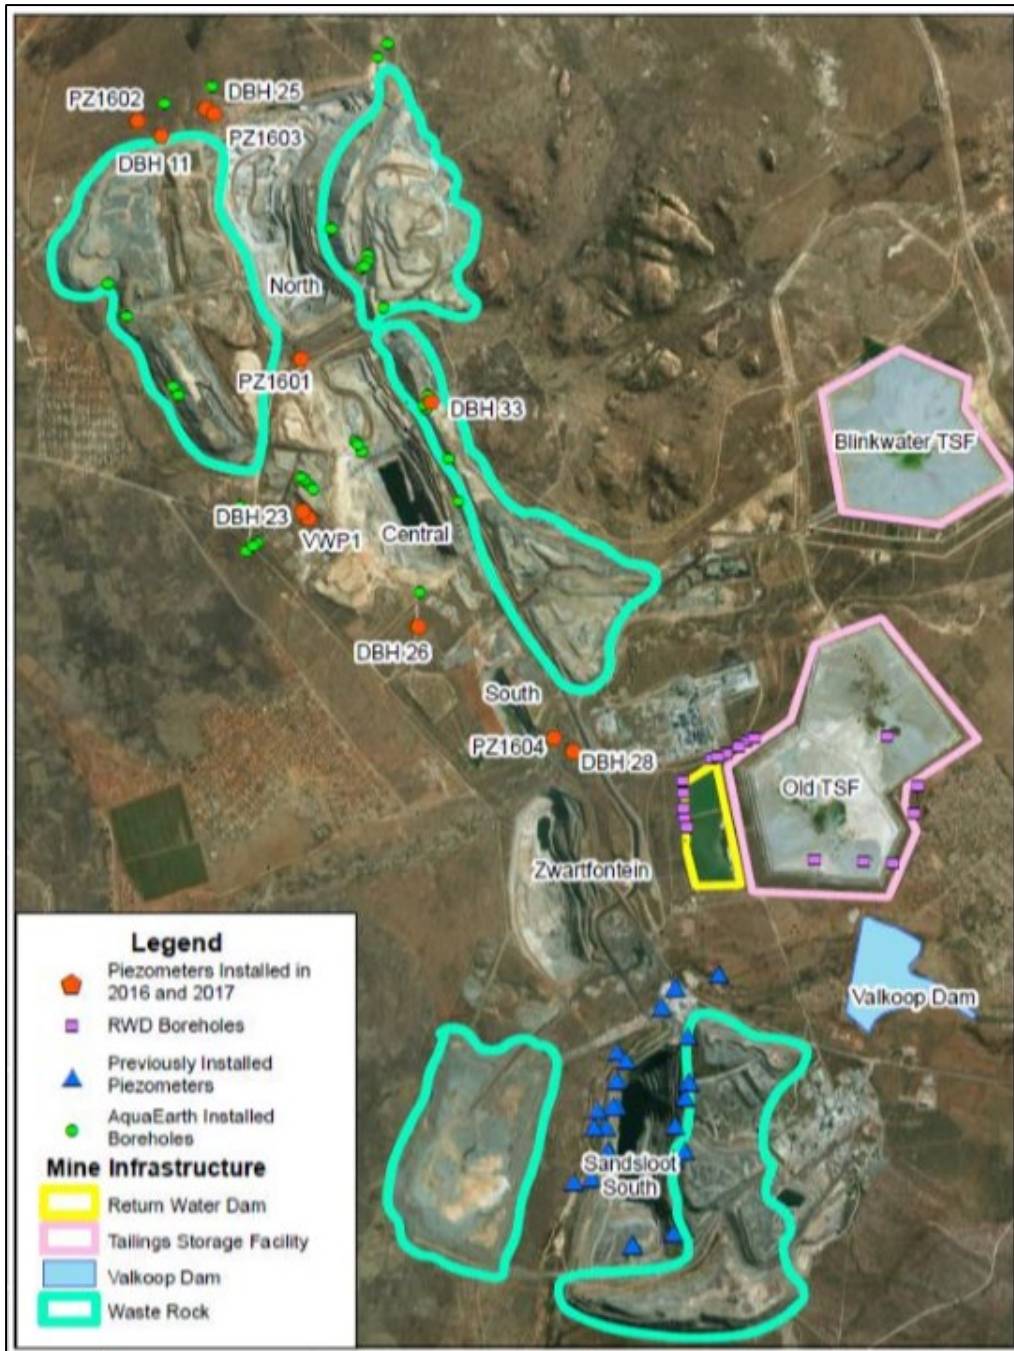 PZ1602
DBH 25
PZ1603
DBH 11
North
PZ1601
DBH 33
Blinkwater TSF
DBH 23
VWP1
Central
DBH 26
South
PZ1604
DBH 28
Old TSF
Zwartfontein
Valkoop Dam
Sandsloot
South
Legend
Piezometers Installed in
2016 and 2017
RWD Boreholes
Previously Installed
Piezometers
AquaEarth Installed
Boreholes
Mine Infrastructure
Return Water Dam
Tailings Storage Facility
Valkoop Dam
Waste Rock